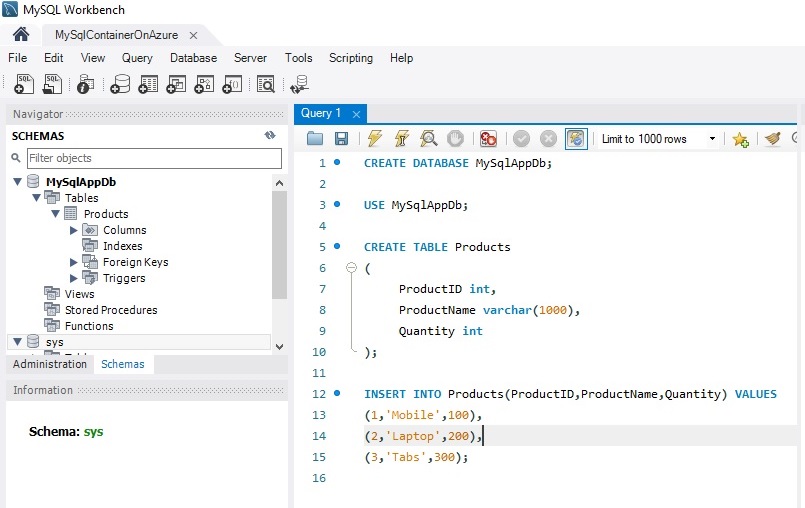 MySQL Workbench
MySqlContainerOnAzure
File Edit View Query Database Server Tools Scripting Help
Navigator
SCHEMAS
Filter objects
MySqlAppDb
Tables
Products
Columns
Indexes
Foreign Keys
Triggers
Views
Stored Procedures
Functions
sys
Administration Schemas
Information
Schema: sys
Query 1
Limit to 1000 rows
1 CREATE DATABASE MySqlAppDb;
2
3 USE MySqlAppDb;
4
5 CREATE TABLE Products
6 (
7 ProductID int,
8 ProductName varchar(1000),
9 Quantity int
10 );
11
12 INSERT INTO Products(ProductID,ProductName,Quantity) VALUES
13 (1,'Mobile',100),
14 (2,'Laptop',200),
15 (3,'Tabs',300);
16